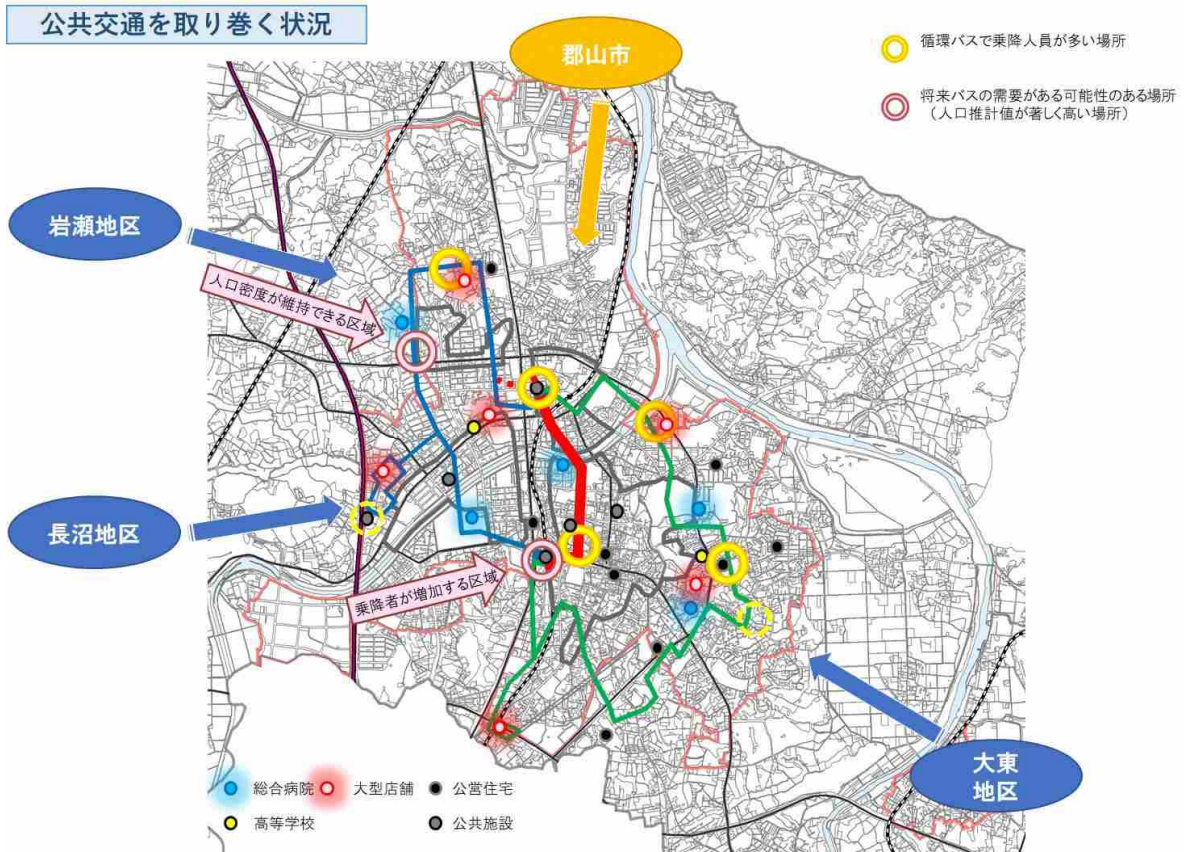 公共交通を取り巻く状況
郡山市
循環バスで乗降人員が多い場所
将来バスの需要がある可能性のある場所
（人口推計値が著しく高い場所）
岩瀬地区
人口密度が維持できる区域
長沼地区
乗降者が増加する区域
大東
地区
総合病院
大型店舗
公営住宅
高等学校
公共施設